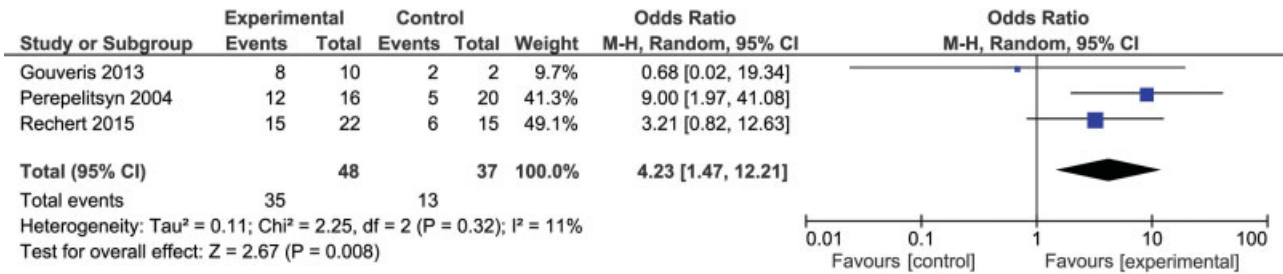 Experimental Control Odds Ratio Odds Ratio
Study or Subgroup Events Total Events Total Weight M-H, Random, 95% CI M-H, Random, 95% CI
Gouveris 2013 8 10 2 2 9.7% 0.68 [0.02, 19.34]
Perepelitsyn 2004 12 16 5 20 41.3% 9.00 [1.97, 41.08]
Rechert 2015 15 22 6 15 49.1% 3.21 [0.82, 12.63]
Total (95% CI) 48 37 100.0% 4.23 [1.47, 12.21]
Total events 35 13
Heterogeneity: Tau² = 0.11; Chi² = 2.25, df = 2 (P = 0.32); I² = 11%
Test for overall effect: Z = 2.67 (P = 0.008)
0.01 0.1 1 10 100
Favours [control] Favours [experimental]